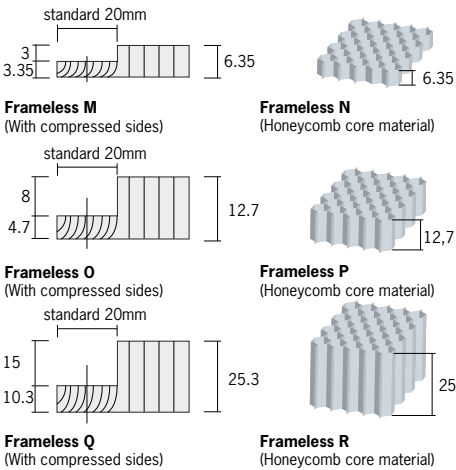 standard 20mm
3
3.35
6.35
6.35
Frameless M
(With compressed sides)
Frameless N
(Honeycomb core material)
standard 20mm
8
4.7
12.7
12,7
Frameless O
(With compressed sides)
Frameless P
(Honeycomb core material)
standard 20mm
15
10.3
25.3
25
Frameless Q
(With compressed sides)
Frameless R
(Honeycomb core material)